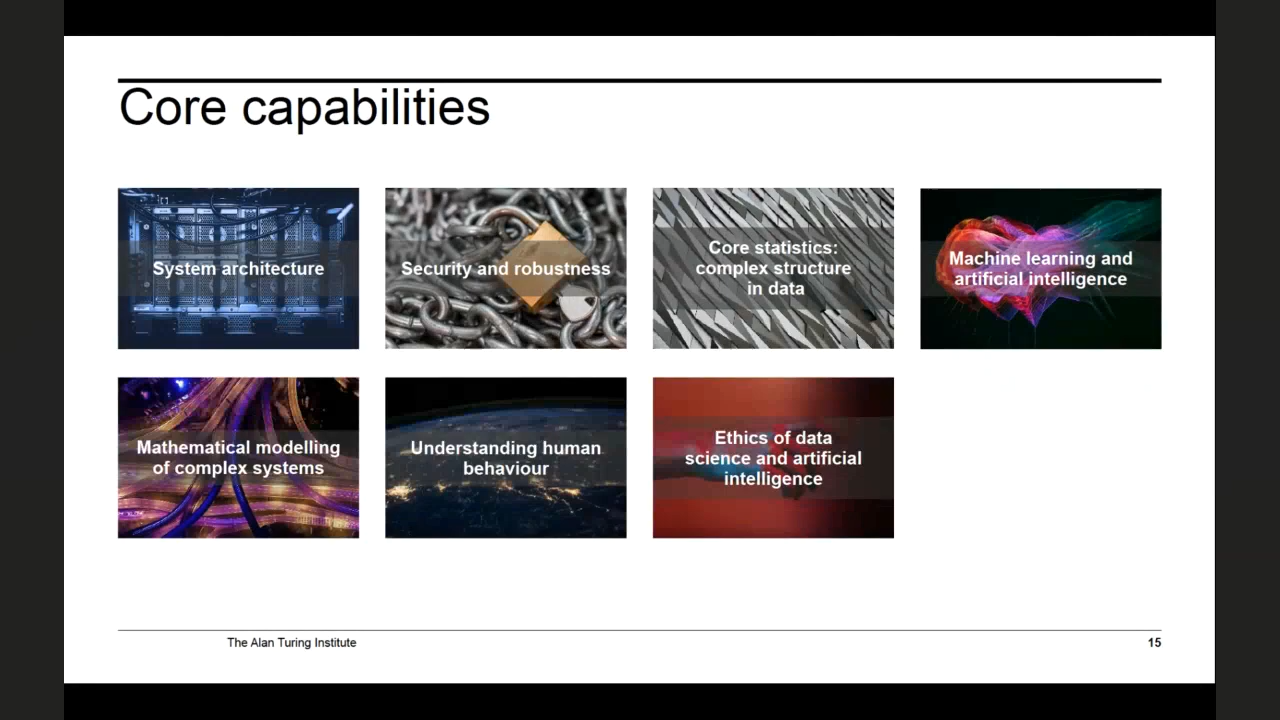 Core capabilities
System architecture
Security and robustness
Core statistics:
complex structure
in data
Machine learning and
artificial intelligence
Mathematical modelling
of complex systems
Understanding human
behaviour
Ethics of data
science and artificial
intelligence
The Alan Turing Institute
15